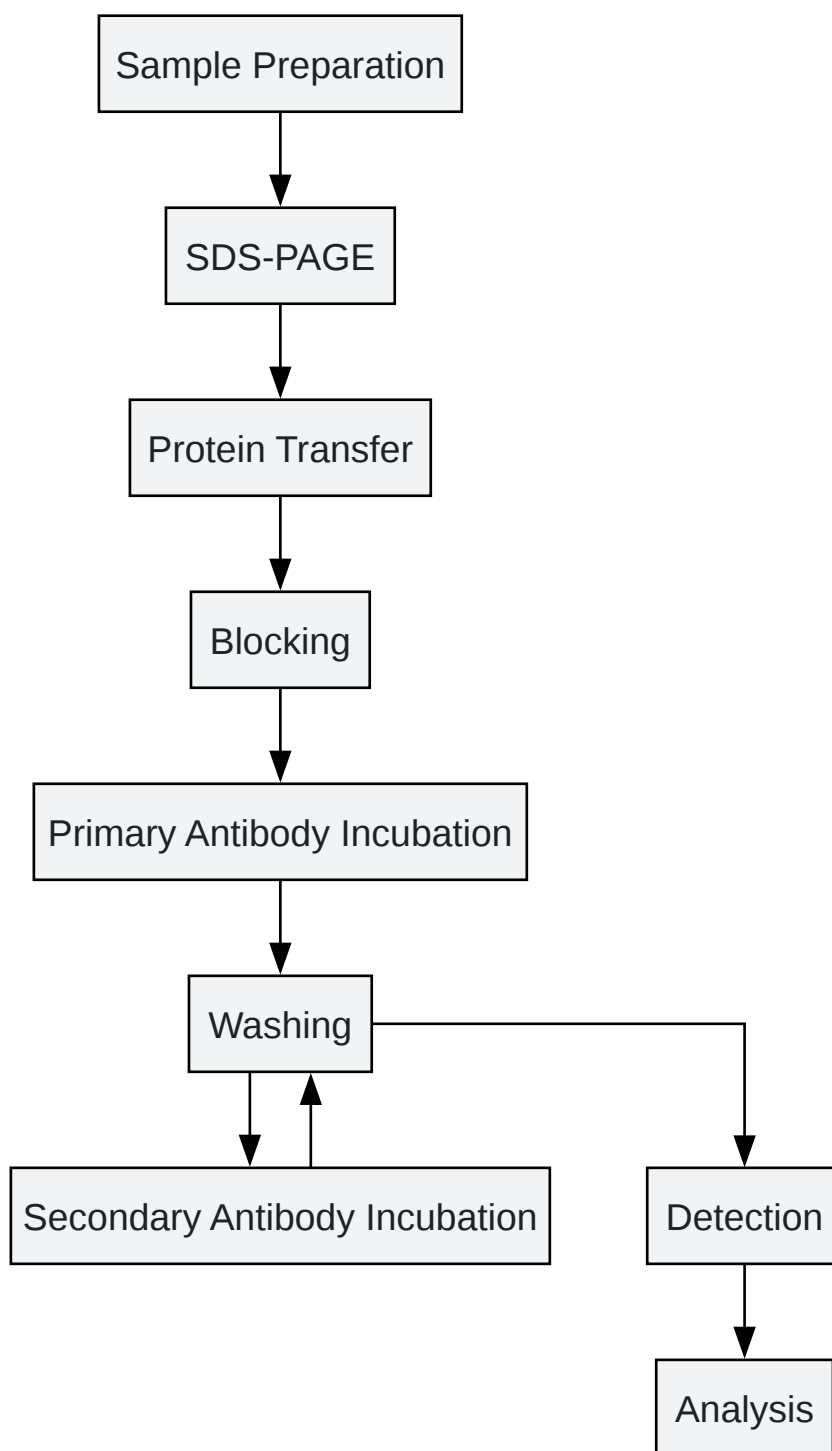 Sample Preparation
SDS-PAGE
Protein Transfer
Blocking
Primary Antibody Incubation
Washing
Secondary Antibody Incubation
Detection
Analysis